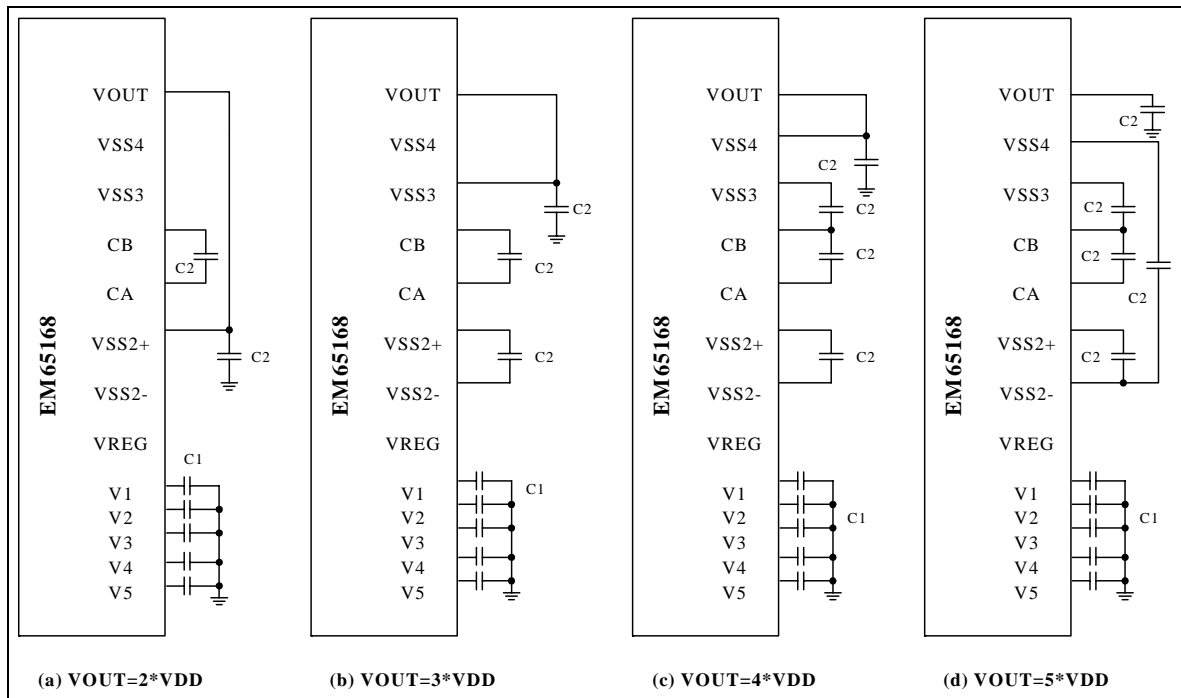 VOUT
VSS4
VSS3
CB
C2
CA
VSS2+
C2
VSS2-
VREG
C1
V1
V2
V3
V4
V5
EM65168
(a) VOUT=2*VDD
VOUT
VSS4
VSS3
C2
CB
C2
CA
VSS2+
C2
VSS2-
VREG
C1
V1
V2
V3
V4
V5
EM65168
(b) VOUT=3*VDD
VOUT
VSS4
C2
VSS3
C2
CB
C2
CA
VSS2+
C2
VSS2-
VREG
V1
C1
V2
V3
V4
V5
EM65168
(c) VOUT=4*VDD
VOUT
C2
VSS4
VSS3
C2
CB
C2
CA
C2
VSS2+
C2
VSS2-
VREG
V1
C1
V2
V3
V4
V5
EM65168
(d) VOUT=5*VDD